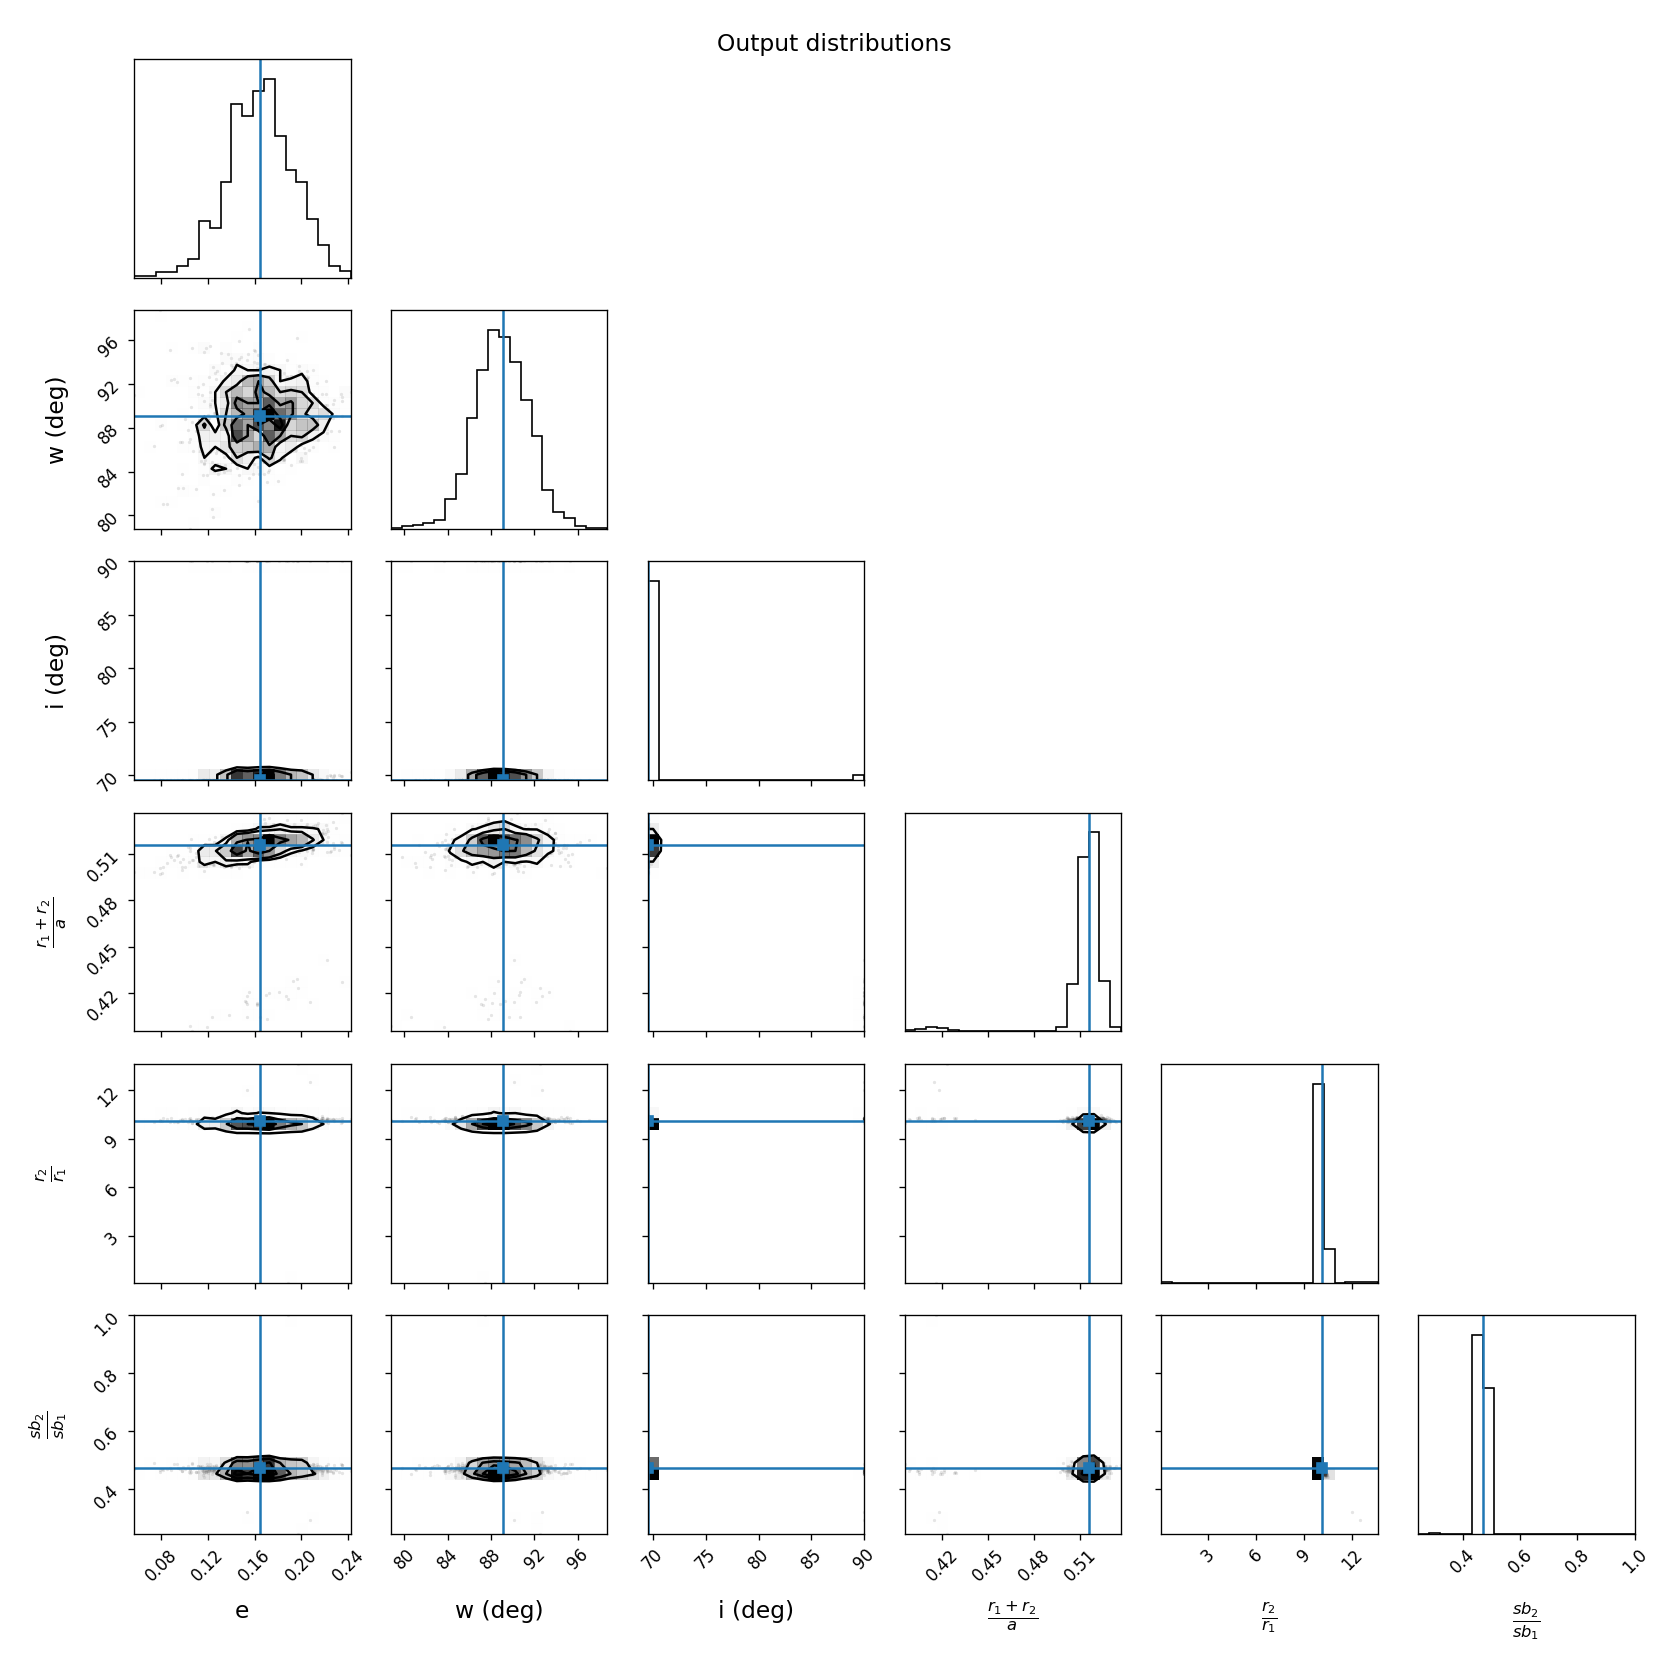 Output distributions
w (deg)
96
92
88
84
80
i (deg)
90
85
80
75
70
r1 + r2
a
0.51
0.48
0.45
0.42
r2
r1
12
9
6
3
sb2
sb1
1.0
0.8
0.6
0.4
0.08 0.12 0.16 0.20 0.24 80 84 88 92 96 70 75 80 85 90 0.42 0.45 0.48 0.51 3 6 9 12 0.4 0.6 0.8 1.0
e w (deg) i (deg) r1 + r2 r2 sb2
a r1 sb1